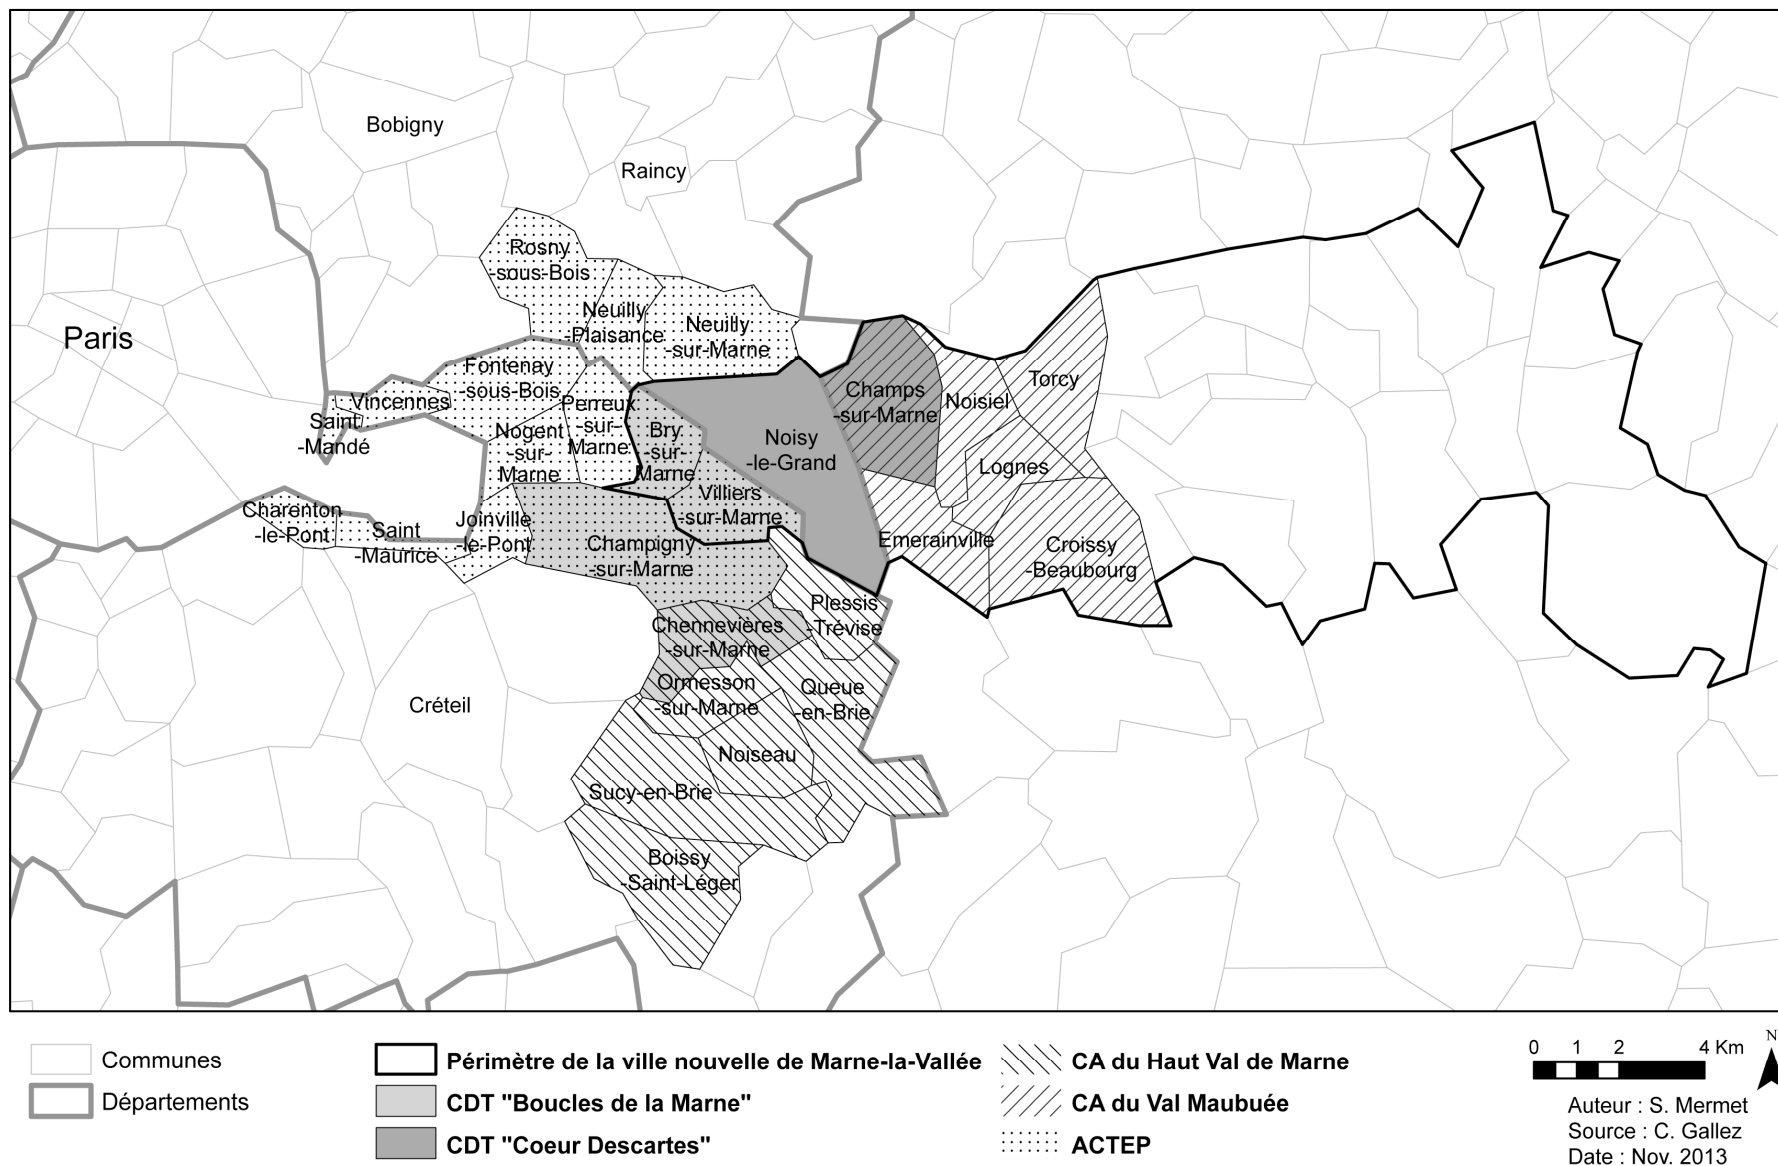 Bobigny
Raincy
Rosny
-sous-Bois
Neuilly
-Plaisance
Neuilly
-sur-Marne
Paris
Fontenay
-sous-Bois
Vincennes
Saint
-Mandé
Perreux
-sur-
Marne
Nogent
-sur-
Marne
Bry
-sur-
Marne
Noisy
-le-Grand
Champs
-sur-Marne
Noisiel
Torcy
Lognes
Villiers
-sur-Marne
Charenton
-le-Pont
Saint
-Maurice
Joinville
-le-Pont
Champigny
-sur-Marne
Emerainville
Croissy
-Beaubourg
Plessis
-Trévise
Chennevières
-sur-Marne
Ormesson
-sur-Marne
Queue
-en-Brie
Créteil
Noiseau
Sucy-en-Brie
Boissy
-Saint-Léger
Communes
Départements
Périmètre de la ville nouvelle de Marne-la-Vallée
CDT "Boucles de la Marne"
CDT "Coeur Descartes"
CA du Haut Val de Marne
CA du Val Maubuée
ACTEP
0 1 2 4 Km
N
Auteur : S. Mermet
Source : C. Gallez
Date : Nov. 2013